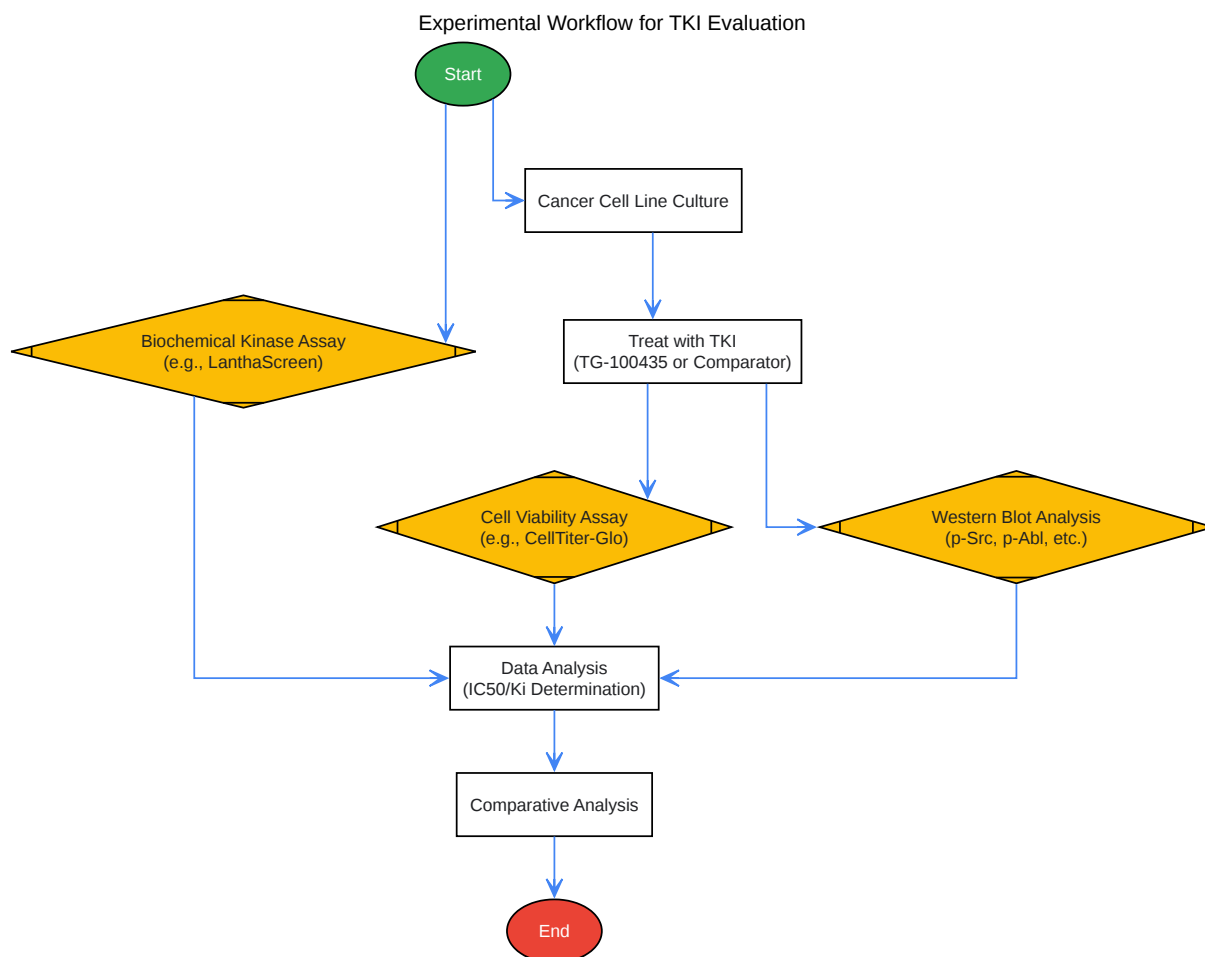 Experimental Workflow for TKI Evaluation
Start
Cancer Cell Line Culture
Biochemical Kinase Assay
(e.g., LanthaScreen)
Treat with TKI
(TG-100435 or Comparator)
Cell Viability Assay
(e.g., CellTiter-Glo)
Western Blot Analysis
(p-Src, p-Abl, etc.)
Data Analysis
(IC50/Ki Determination)
Comparative Analysis
End